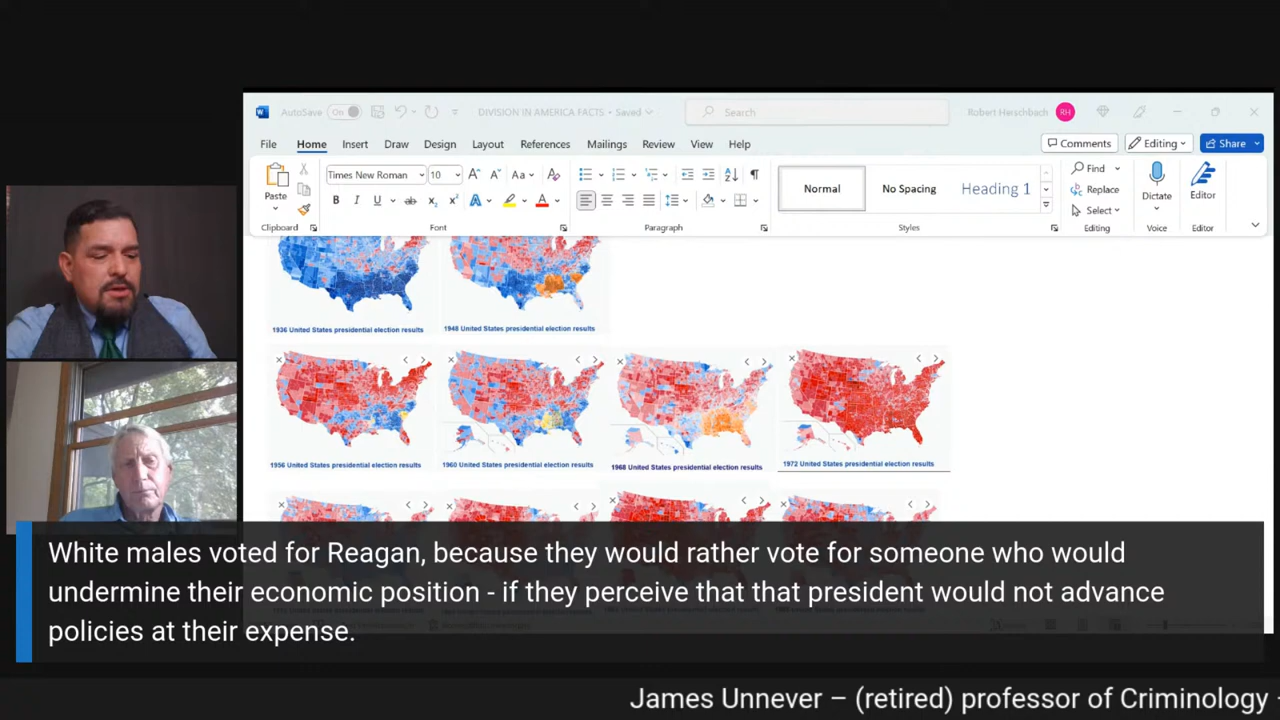 AutoSave On DIVISION IN AMERICA FACTS • Saved Search Robert Herschbach RH
File Home Insert Draw Design Layout References Mailings Review View Help Comments Editing Share
Paste Times New Roman 10 Aa Normal No Spacing Heading 1 Find Replace Select Dictate Editor
Clipboard Font Paragraph Styles Editing Voice Editor
1936 United States presidential election results 1948 United States presidential election results
1956 United States presidential election results 1960 United States presidential election results 1968 United States presidential election results 1972 United States presidential election results
White males voted for Reagan, because they would rather vote for someone who would
undermine their economic position - if they perceive that that president would not advance
policies at their expense.
James Unnever – (retired) professor of Criminology -